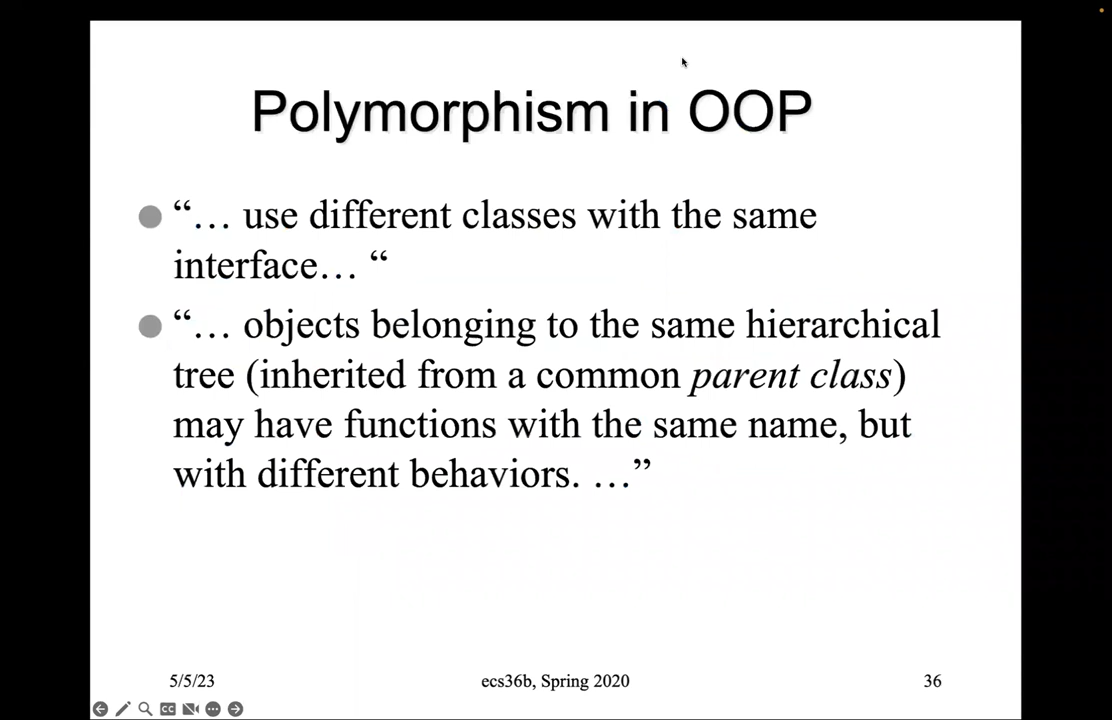 Polymorphism in OOP
“… use different classes with the same
interface… “
“… objects belonging to the same hierarchical
tree (inherited from a common parent class)
may have functions with the same name, but
with different behaviors. …”
5/5/23
ecs36b, Spring 2020
36
CC